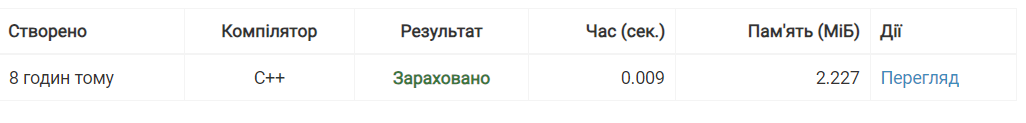 Створено Компілятор Результат Час (сек.) Пам'ять (МіБ) Дії
8 годин тому C++ Зараховано 0.009 2.227 Перегляд